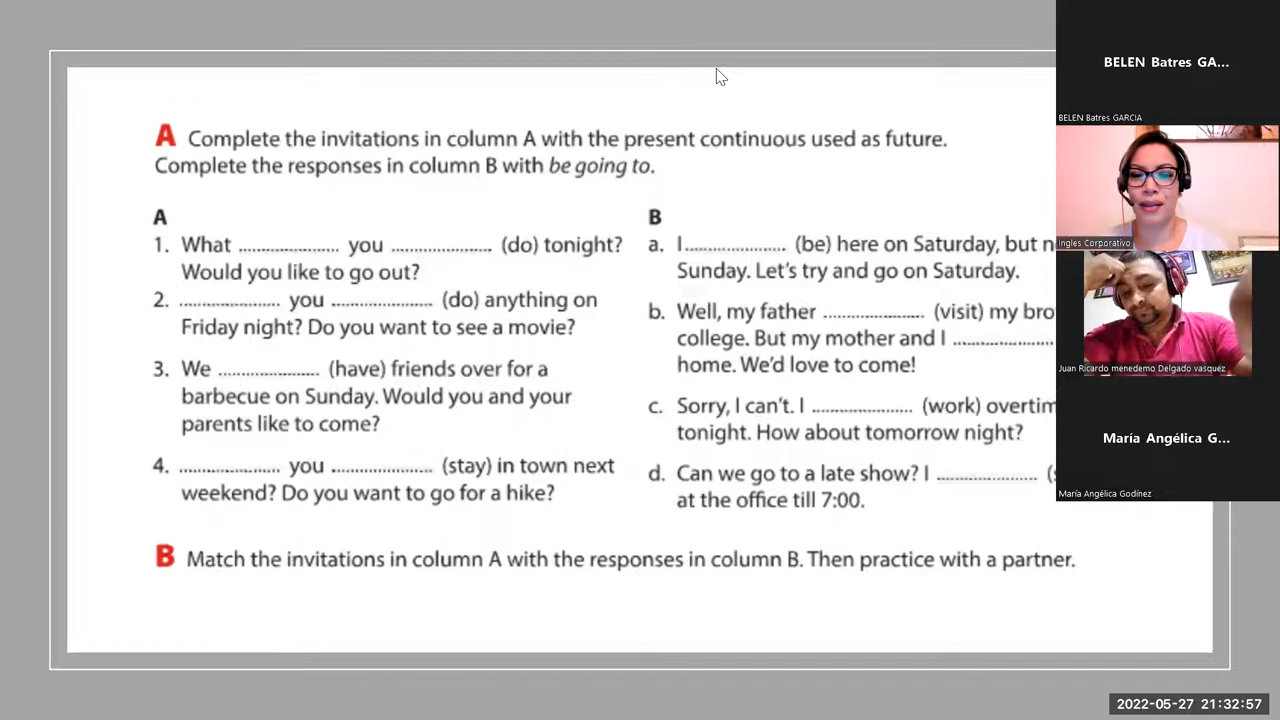 A Complete the invitations in column A with the present continuous used as future.
Complete the responses in column B with be going to.
A
1. What .................... you .................... (do) tonight?
Would you like to go out?
2. .................... you .................... (do) anything on
Friday night? Do you want to see a movie?
3. We .................... (have) friends over for a
barbecue on Sunday. Would you and your
parents like to come?
4. .................... you .................... (stay) in town next
weekend? Do you want to go for a hike?
B
a. I.................... (be) here on Saturday, but n
Sunday. Let's try and go on Saturday.
b. Well, my father .................... (visit) my bro
college. But my mother and I ....................
home. We'd love to come!
c. Sorry, I can't. I .................... (work) overtim
tonight. How about tomorrow night?
d. Can we go to a late show? I .................... (s
at the office till 7:00.
B Match the invitations in column A with the responses in column B. Then practice with a partner.
BELEN Batres GA...
BELEN Batres GARCIA
Ingles Corporativo
Juan Ricardo menedemo Delgado vasquez
María Angélica G...
María Angélica Godínez
2022-05-27 21:32:57